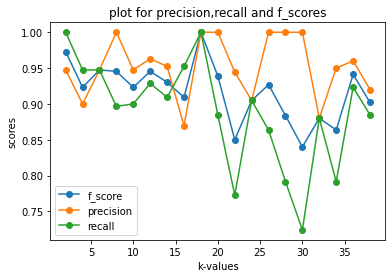 plot for precision,recall and f_scores
1.00
0.95
0.90
0.85
0.80
0.75
scores
f_score
precision
recall
5 10 15 20 25 30 35
k-values